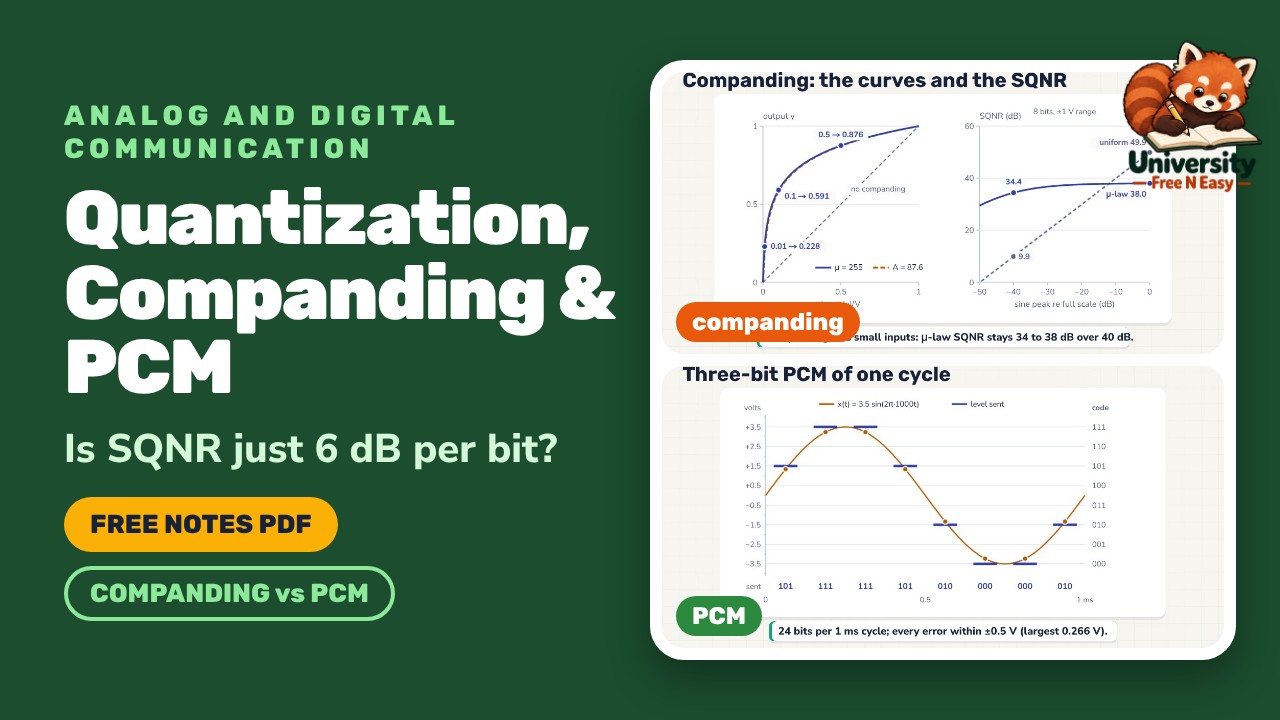 ANALOG AND DIGITAL
COMMUNICATION
Quantization,
Companding &
PCM
Is SQNR just 6 dB per bit?
FREE NOTES PDF
COMPANDING vs PCM
Companding: the curves and the SQNR
output y
1
0.5
0
0
0.5
1
0.5 → 0.876
0.1 → 0.591
0.01 → 0.228
no companding
μ = 255
A = 87.6
SQNR (dB)
8 bits, ±1 V range
60
40
20
0
−50
−40
−30
−20
−10
0
uniform 49.9
34.4
μ-law 38.0
9.9
sine peak re full scale (dB)
companding
small inputs: μ-law SQNR stays 34 to 38 dB over 40 dB.
University
Free N Easy
Three-bit PCM of one cycle
x(t) = 3.5 sin(2π·1000t)
level sent
volts
code
+3.5
111
+2.5
110
+1.5
101
+0.5
100
−0.5
011
−1.5
010
−2.5
001
−3.5
000
sent
101
111
111
101
010
000
000
010
0
0.5
1 ms
PCM
24 bits per 1 ms cycle; every error within ±0.5 V (largest 0.266 V).